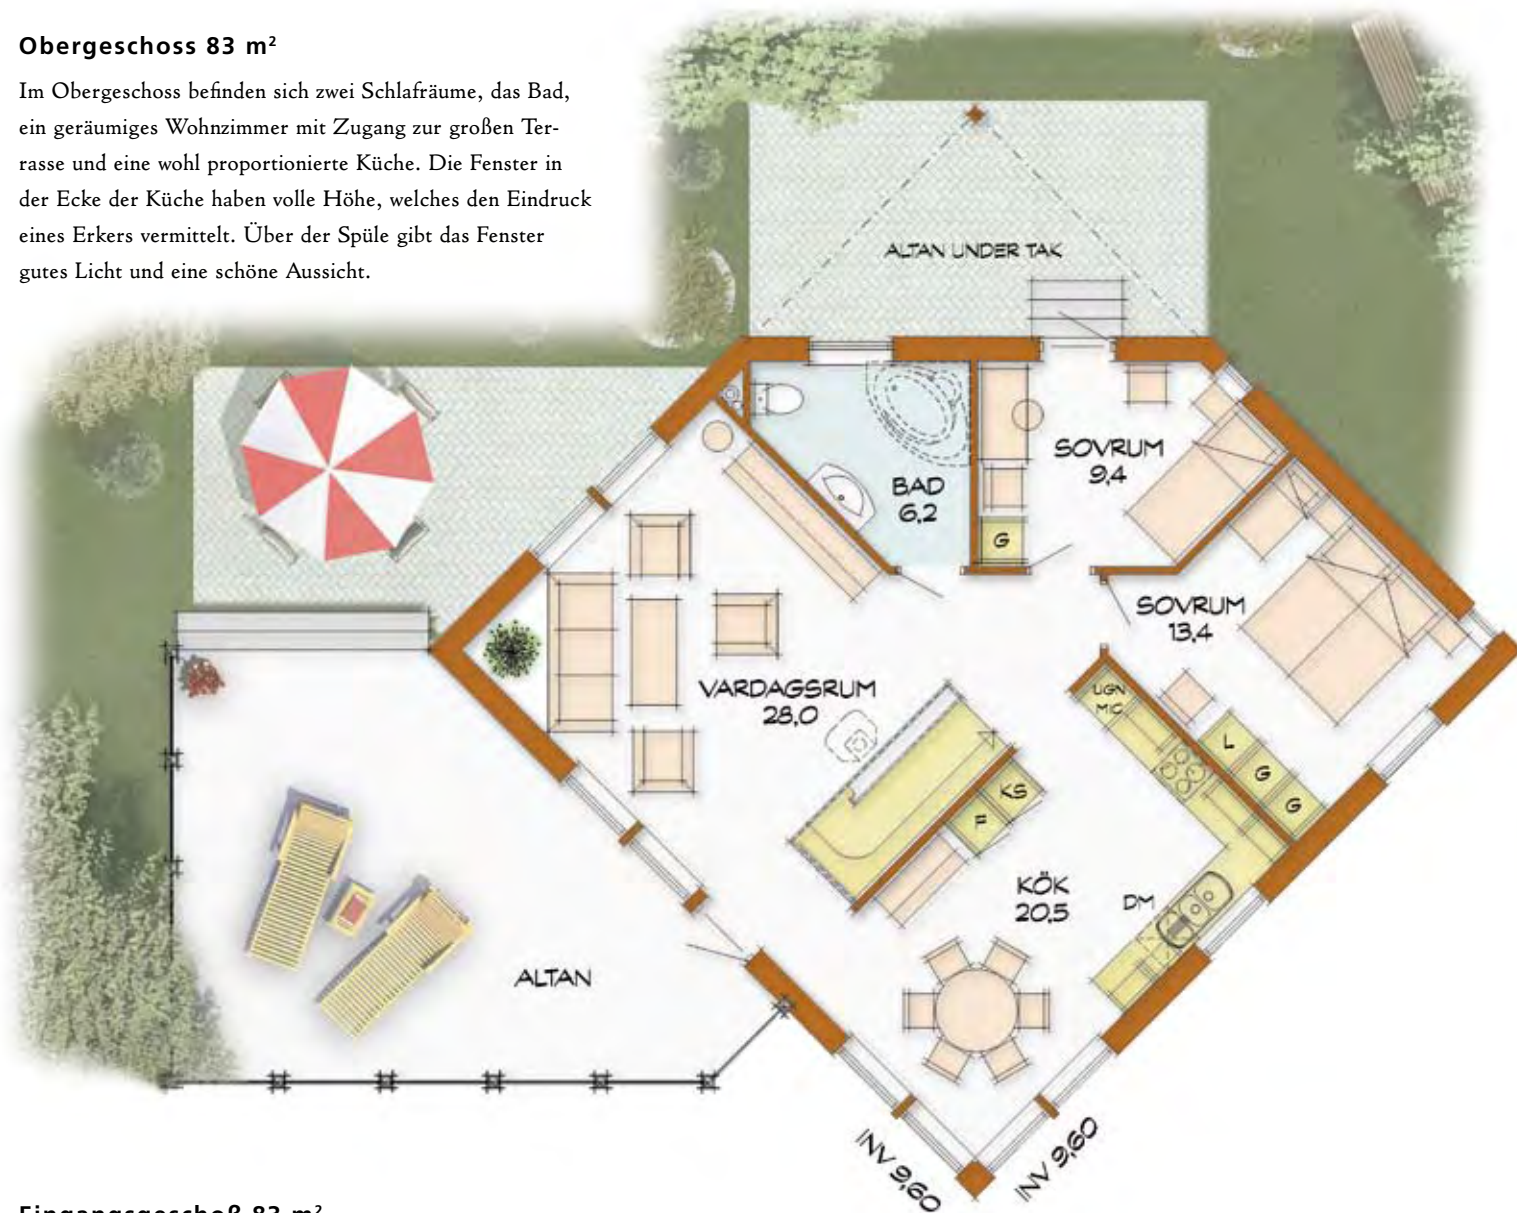 Obergeschoss 83 m²
Im Obergeschoss befinden sich zwei Schlafräume, das Bad,
ein geräumiges Wohnzimmer mit Zugang zur großen Ter-
rasse und eine wohl proportionierte Küche. Die Fenster in
der Ecke der Küche haben volle Höhe, welches den Eindruck
eines Erkers vermittelt. Über der Spüle gibt das Fenster
gutes Licht und eine schöne Aussicht.
ALTAN UNDER TAK
SOVRUM
9,4
BAD
6,2
G
SOVRUM
13,4
VARDAGSRUM
28,0
UGN
MIC
L
G
G
KS
F
KÖK
20,5
DM
ALTAN
INV 9,60
INV 9,60
Eingangsgeschoß 83 m²